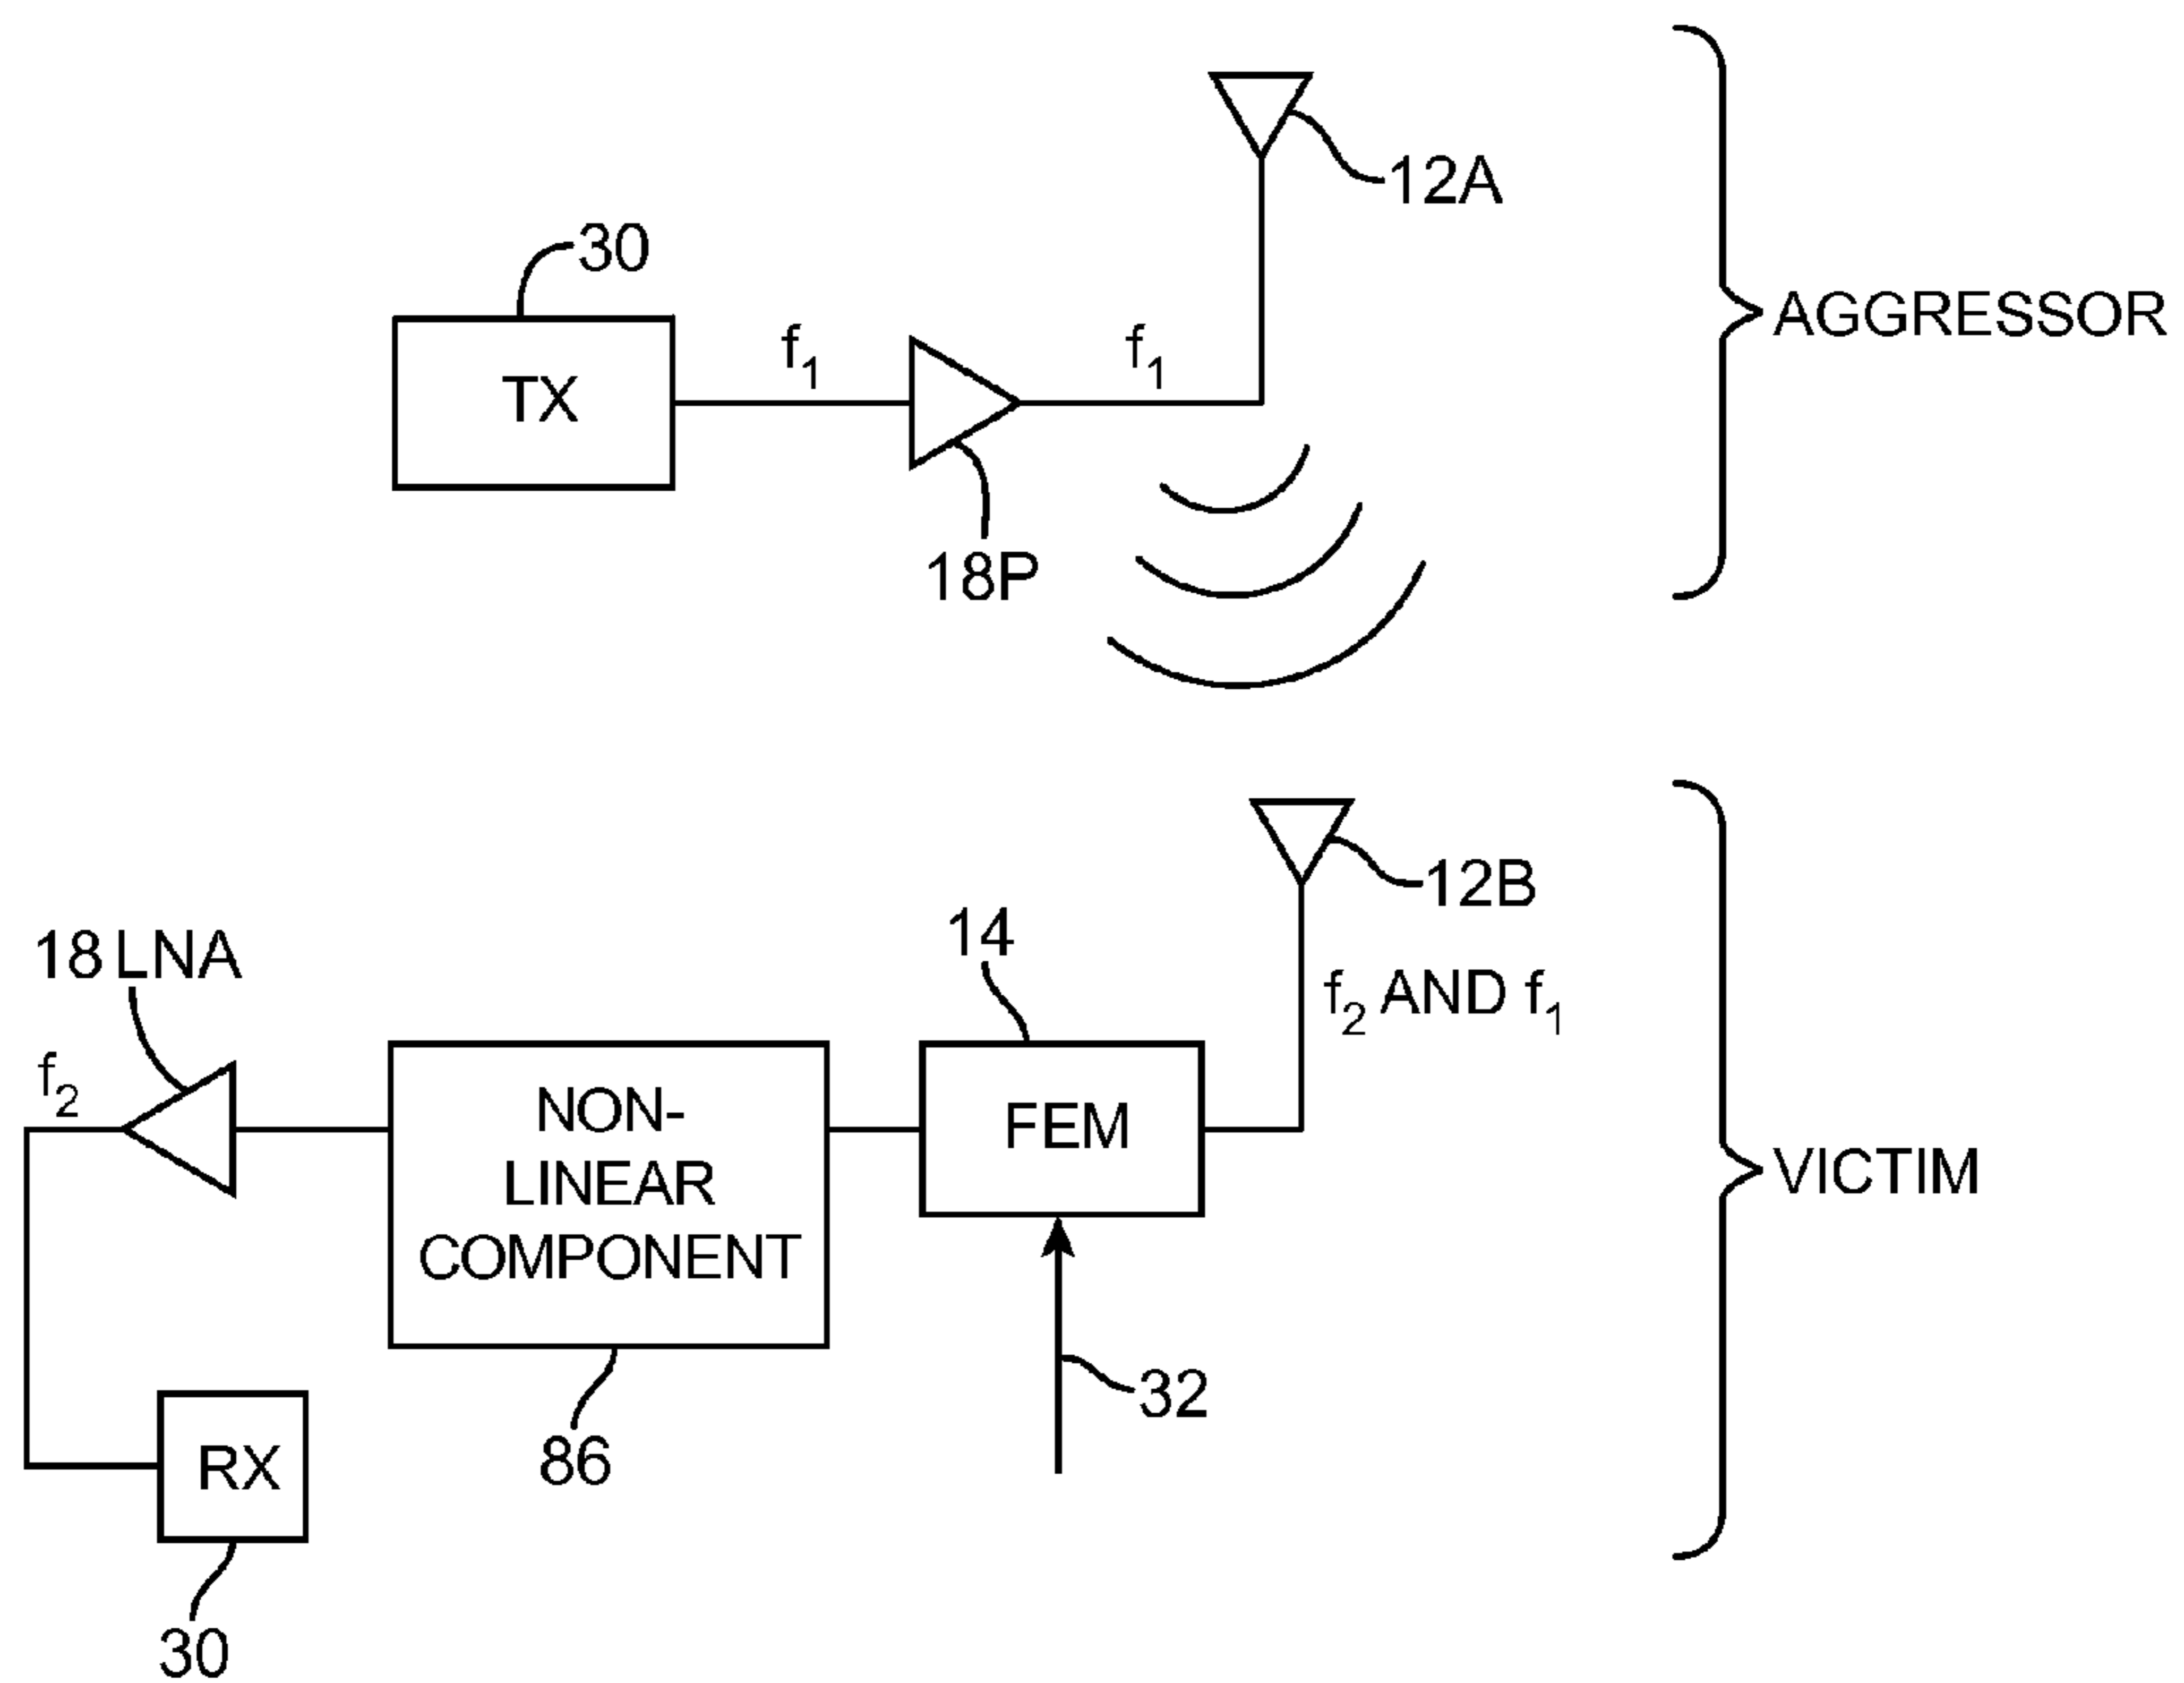 12A
30
AGGRESSOR
f1
f1
TX
18P
12B
14
18 LNA
f2 AND f1
f2
NON-
LINEAR
COMPONENT
FEM
VICTIM
32
86
RX
30